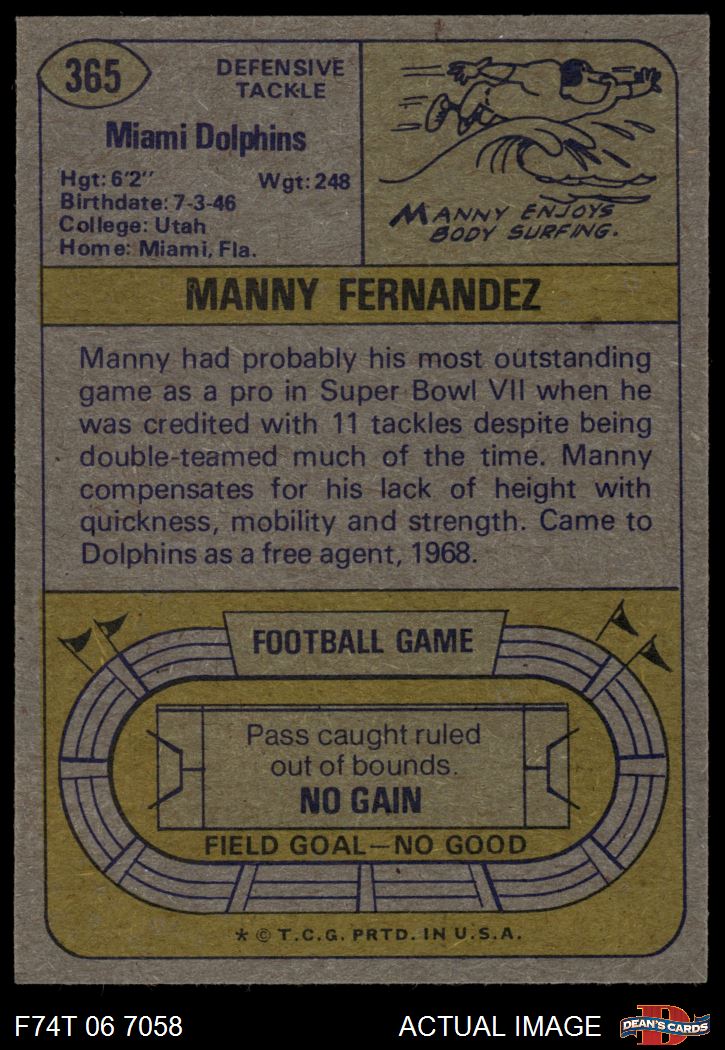 365
DEFENSIVE
TACKLE
Miami Dolphins
Hgt: 6'2" Wgt: 248
Birthdate: 7-3-46
College: Utah
Home: Miami, Fla.
MANNY ENJOYS
BODY SURFING.
MANNY FERNANDEZ
Manny had probably his most outstanding
game as a pro in Super Bowl VII when he
was credited with 11 tackles despite being
double-teamed much of the time. Manny
compensates for his lack of height with
quickness, mobility and strength. Came to
Dolphins as a free agent, 1968.
FOOTBALL GAME
Pass caught ruled
out of bounds.
NO GAIN
FIELD GOAL—NO GOOD
* © T.C.G. PRTD. IN U.S.A.
F74T 06 7058 ACTUAL IMAGE
D
DEAN'S CARDS